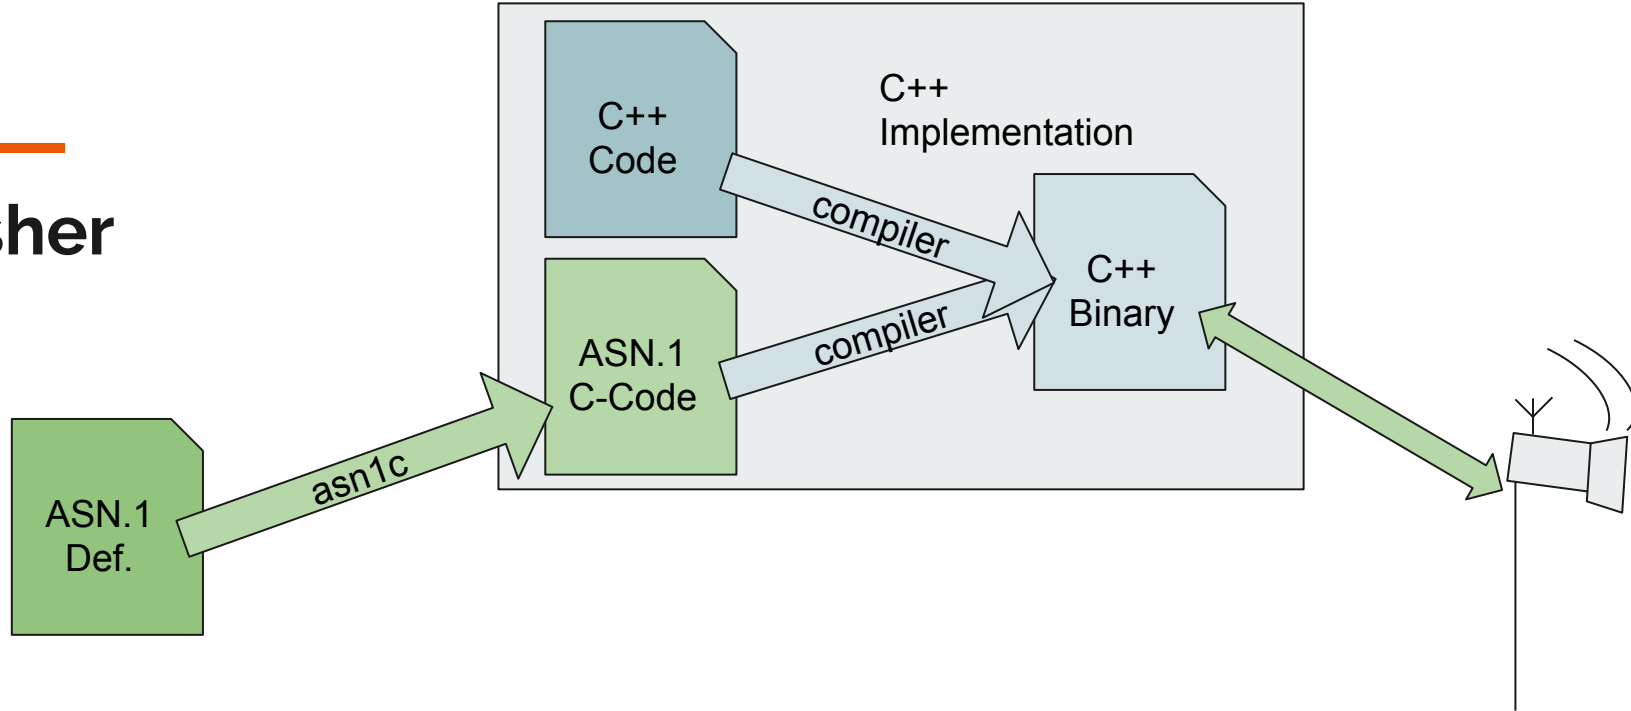 C++
Code
C++
Implementation
sher
compiler
C++
Binary
compiler
ASN.1
C-Code
asn1c
ASN.1
Def.